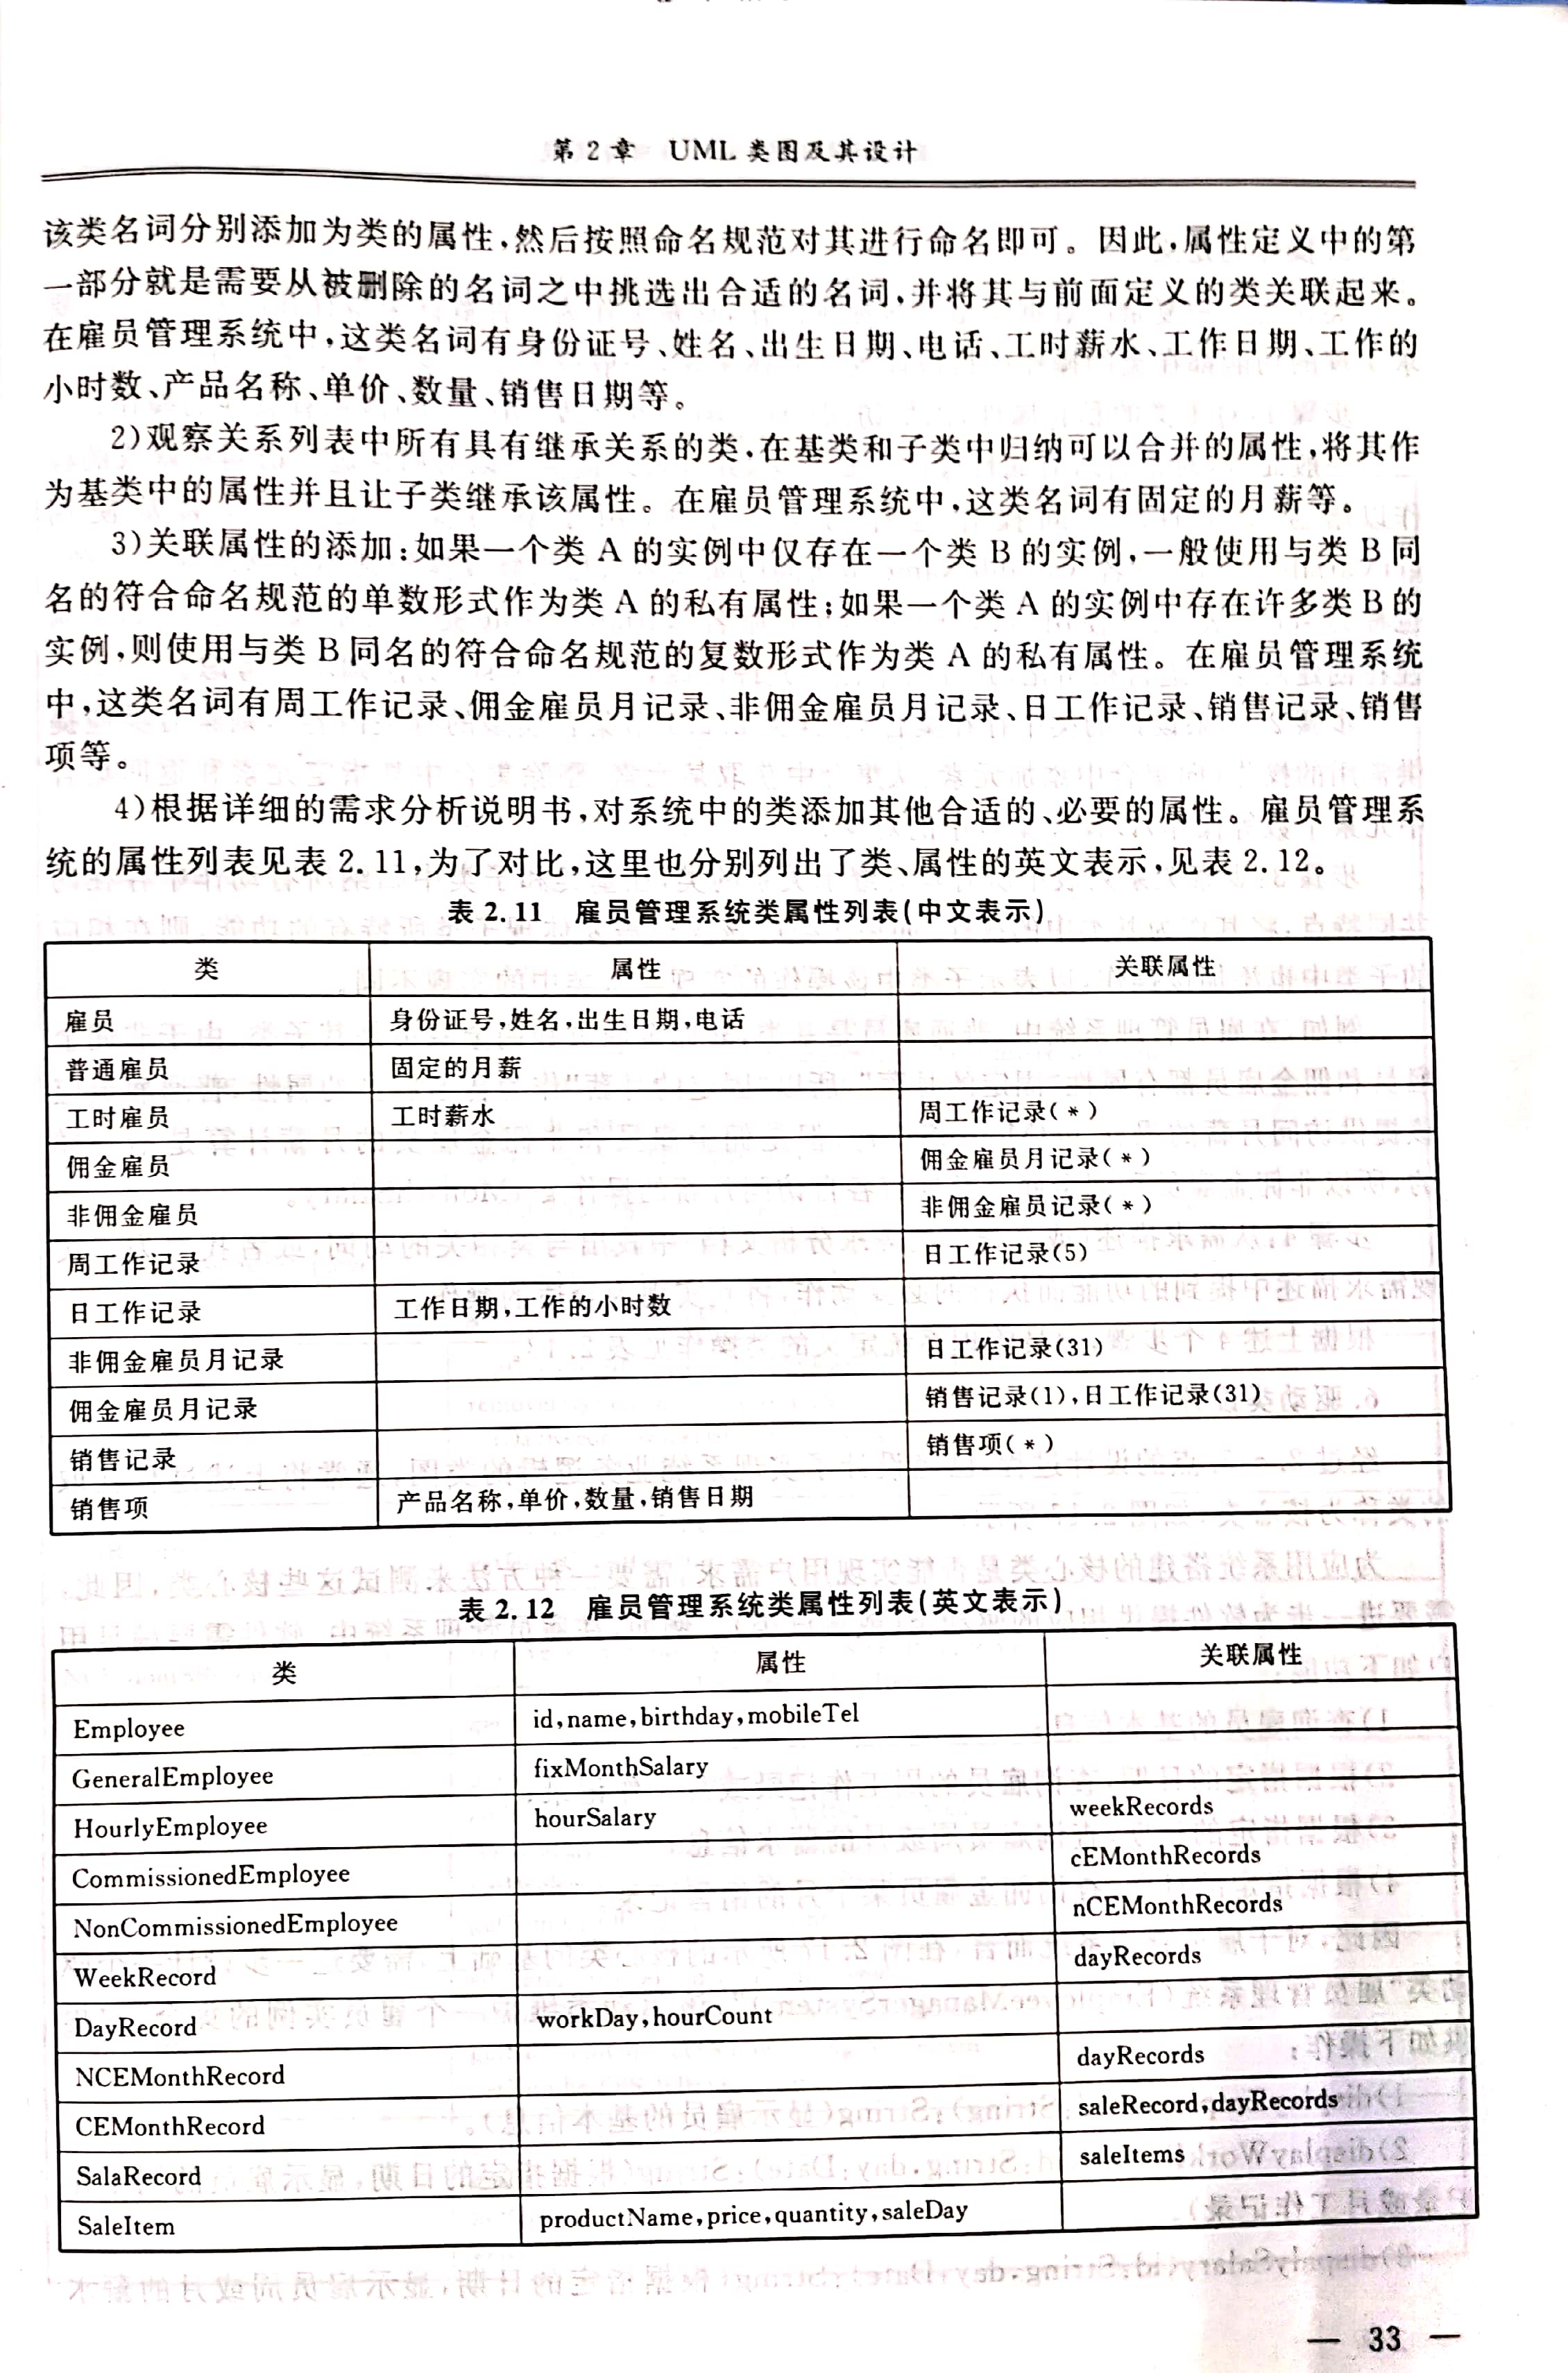 第 2 章 UML 类图及其设计
该类名词分别添加为类的属性,然后按照命名规范对其进行命名即可。因此,属性定义中的第
一部分就是需要从被删除的名词之中挑选出合适的名词,并将其与前面定义的类关联起来。
在雇员管理系统中,这类名词有身份证号、姓名、出生日期、电话、工时薪水、工作日期、工作的
小时数、产品名称、单价、数量、销售日期等。
2)观察关系列表中所有具有继承关系的类,在基类和子类中归纳可以合并的属性,将其作
为基类中的属性并且让子类继承该属性。在雇员管理系统中,这类名词有固定的月薪等。
3)关联属性的添加:如果一个类 A 的实例中仅存在一个类 B 的实例,一般使用与类 B 同
名的符合命名规范的单数形式作为类 A 的私有属性;如果一个类 A 的实例中存在许多类 B 的
实例,则使用与类 B 同名的符合命名规范的复数形式作为类 A 的私有属性。在雇员管理系统
中,这类名词有周工作记录、佣金雇员月记录、非佣金雇员月记录、日工作记录、销售记录、销售
项等。
4)根据详细的需求分析说明书,对系统中的类添加其他合适的、必要的属性。雇员管理系
统的属性列表见表 2.11,为了对比,这里也分别列出了类、属性的英文表示,见表 2.12。
表 2.11 雇员管理系统类属性列表(中文表示)
类 属性 关联属性
雇员 身份证号,姓名,出生日期,电话
普通雇员 固定的月薪
工时雇员 工时薪水 周工作记录(*)
佣金雇员 佣金雇员月记录(*)
非佣金雇员 非佣金雇员记录(*)
周工作记录 日工作记录(5)
日工作记录 工作日期,工作的小时数
非佣金雇员月记录 日工作记录(31)
佣金雇员月记录 销售记录(1),日工作记录(31)
销售记录 销售项(*)
销售项 产品名称,单价,数量,销售日期
表 2.12 雇员管理系统类属性列表(英文表示)
类 属性 关联属性
Employee id,name,birthday,mobileTel
GeneralEmployee fixMonthSalary
HourlyEmployee hourSalary weekRecords
CommissionedEmployee cEMonthRecords
NonCommissionedEmployee nCEMonthRecords
WeekRecord dayRecords
DayRecord workDay,hourCount
NCEMonthRecord dayRecords
CEMonthRecord saleRecord,dayRecords
SalaRecord saleItems
SaleItem productName,price,quantity,saleDay
— 33 —